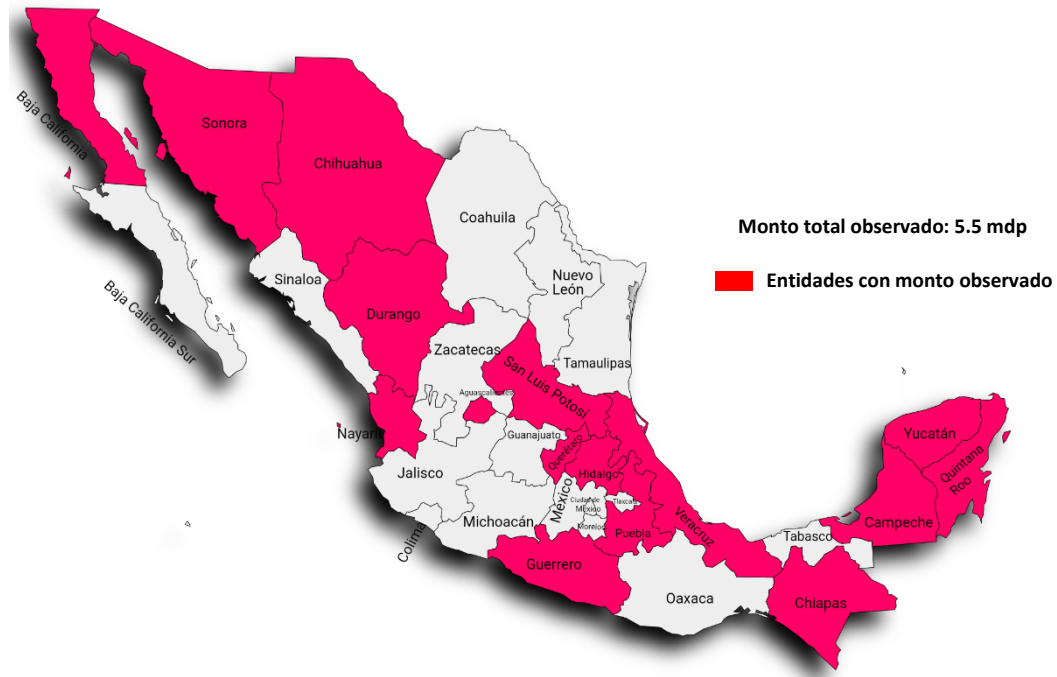 Baja California
Sonora
Chihuahua
Coahuila
Monto total observado: 5.5 mdp
Nuevo
León
Entidades con monto observado
Sinaloa
Baja California Sur
Durango
Zacatecas
Tamaulipas
San Luis Potosí
Aguascalientes
Nayarit
Guanajuato
Querétaro
Hidalgo
Jalisco
México
Ciudad de
México
Tlaxcala
Michoacán
Morelos
Colima
Puebla
Veracruz
Guerrero
Oaxaca
Tabasco
Chiapas
Campeche
Yucatán
Quintana
Roo